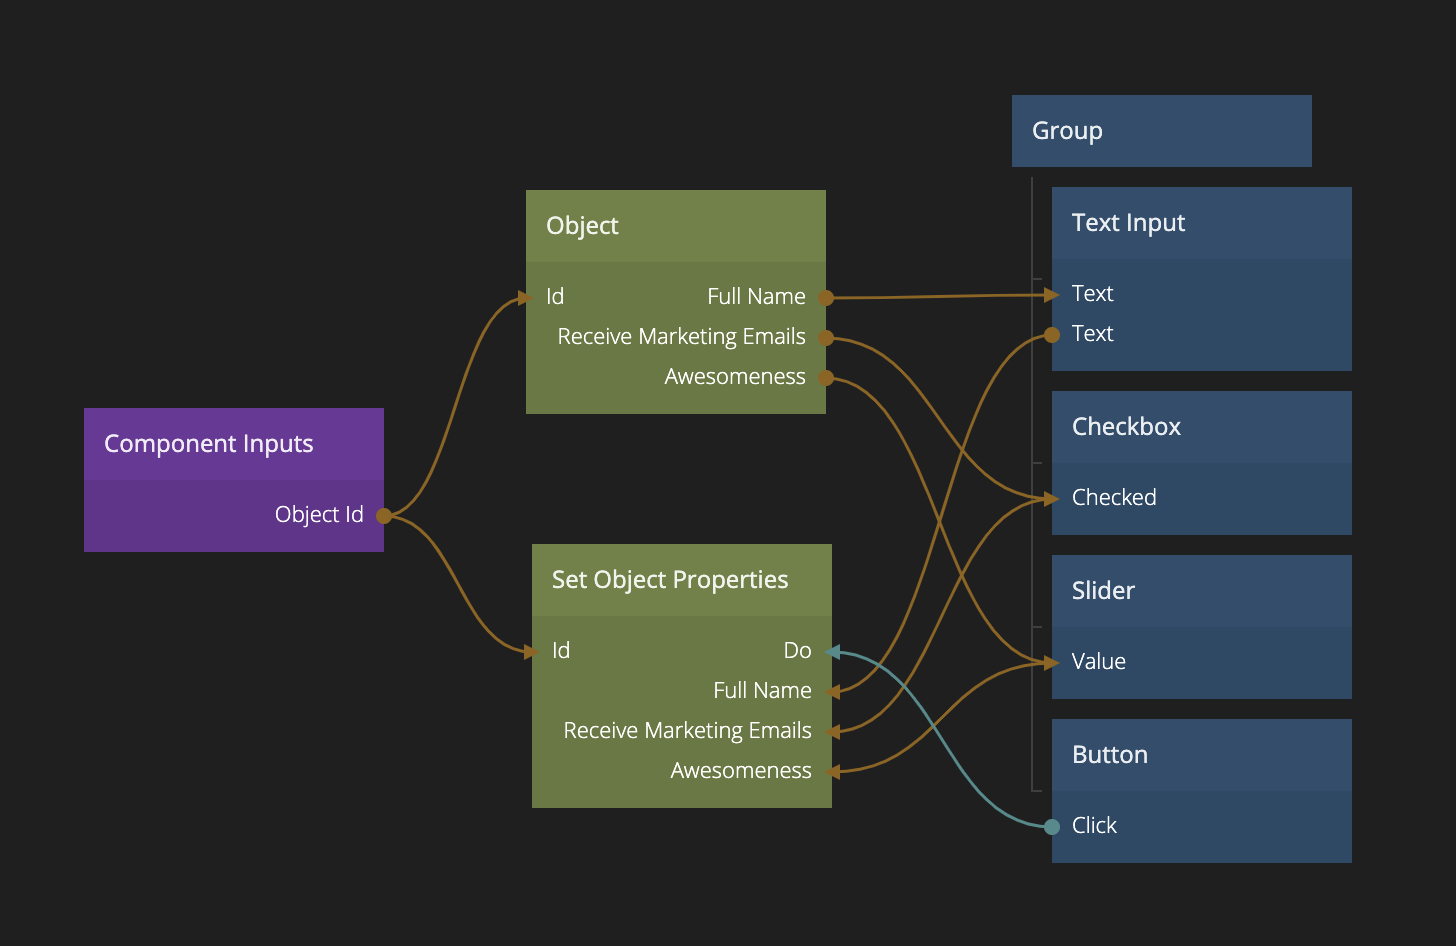 Component Inputs
Object Id
Object
Id Full Name
Receive Marketing Emails
Awesomeness
Set Object Properties
Id Do
Full Name
Receive Marketing Emails
Awesomeness
Group
Text Input
Text
Text
Checkbox
Checked
Slider
Value
Button
Click